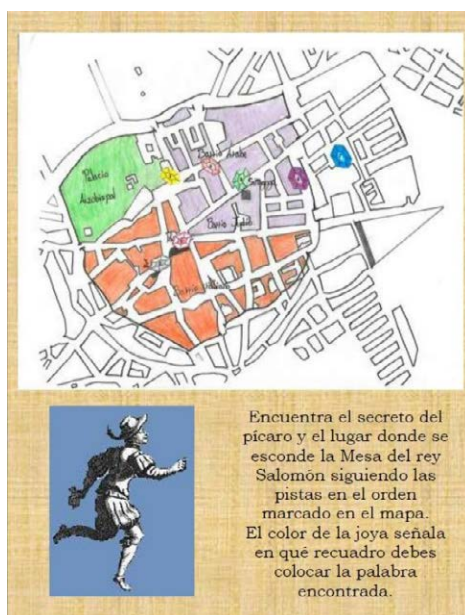 Barrio Árabe
Palacio
Arzobispal
Sinagoga
Barrio Judío
Encuentra el secreto del
pícaro y el lugar donde se
esconde la Mesa del rey
Salomón siguiendo las
pistas en el orden
marcado en el mapa.
El color de la joya señala
en qué recuadro debes
colocar la palabra
encontrada.